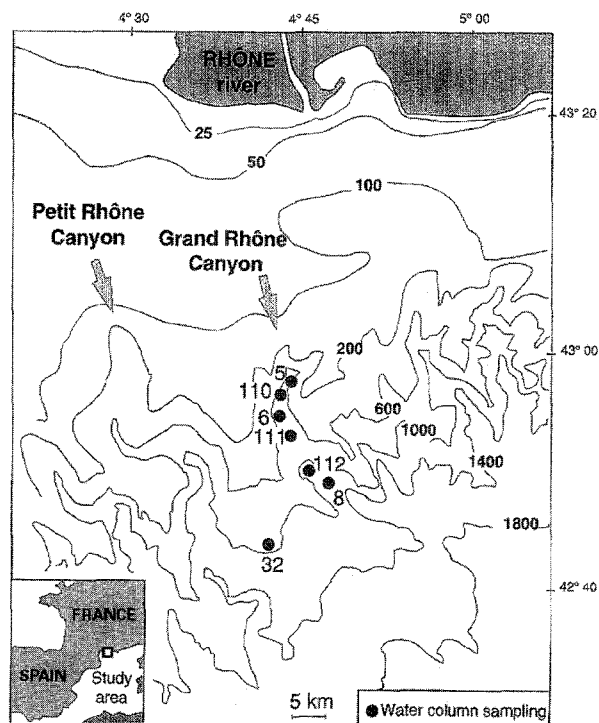 4° 30
4° 45
5° 00
RHÔNE
river
43° 20
25
50
100
Petit Rhône
Canyon
Grand Rhône
Canyon
43° 00
200
5
110
6
600
111
1000
112
1400
8
1800
32
42° 40
FRANCE
SPAIN
Study
area
5 km
Water column sampling